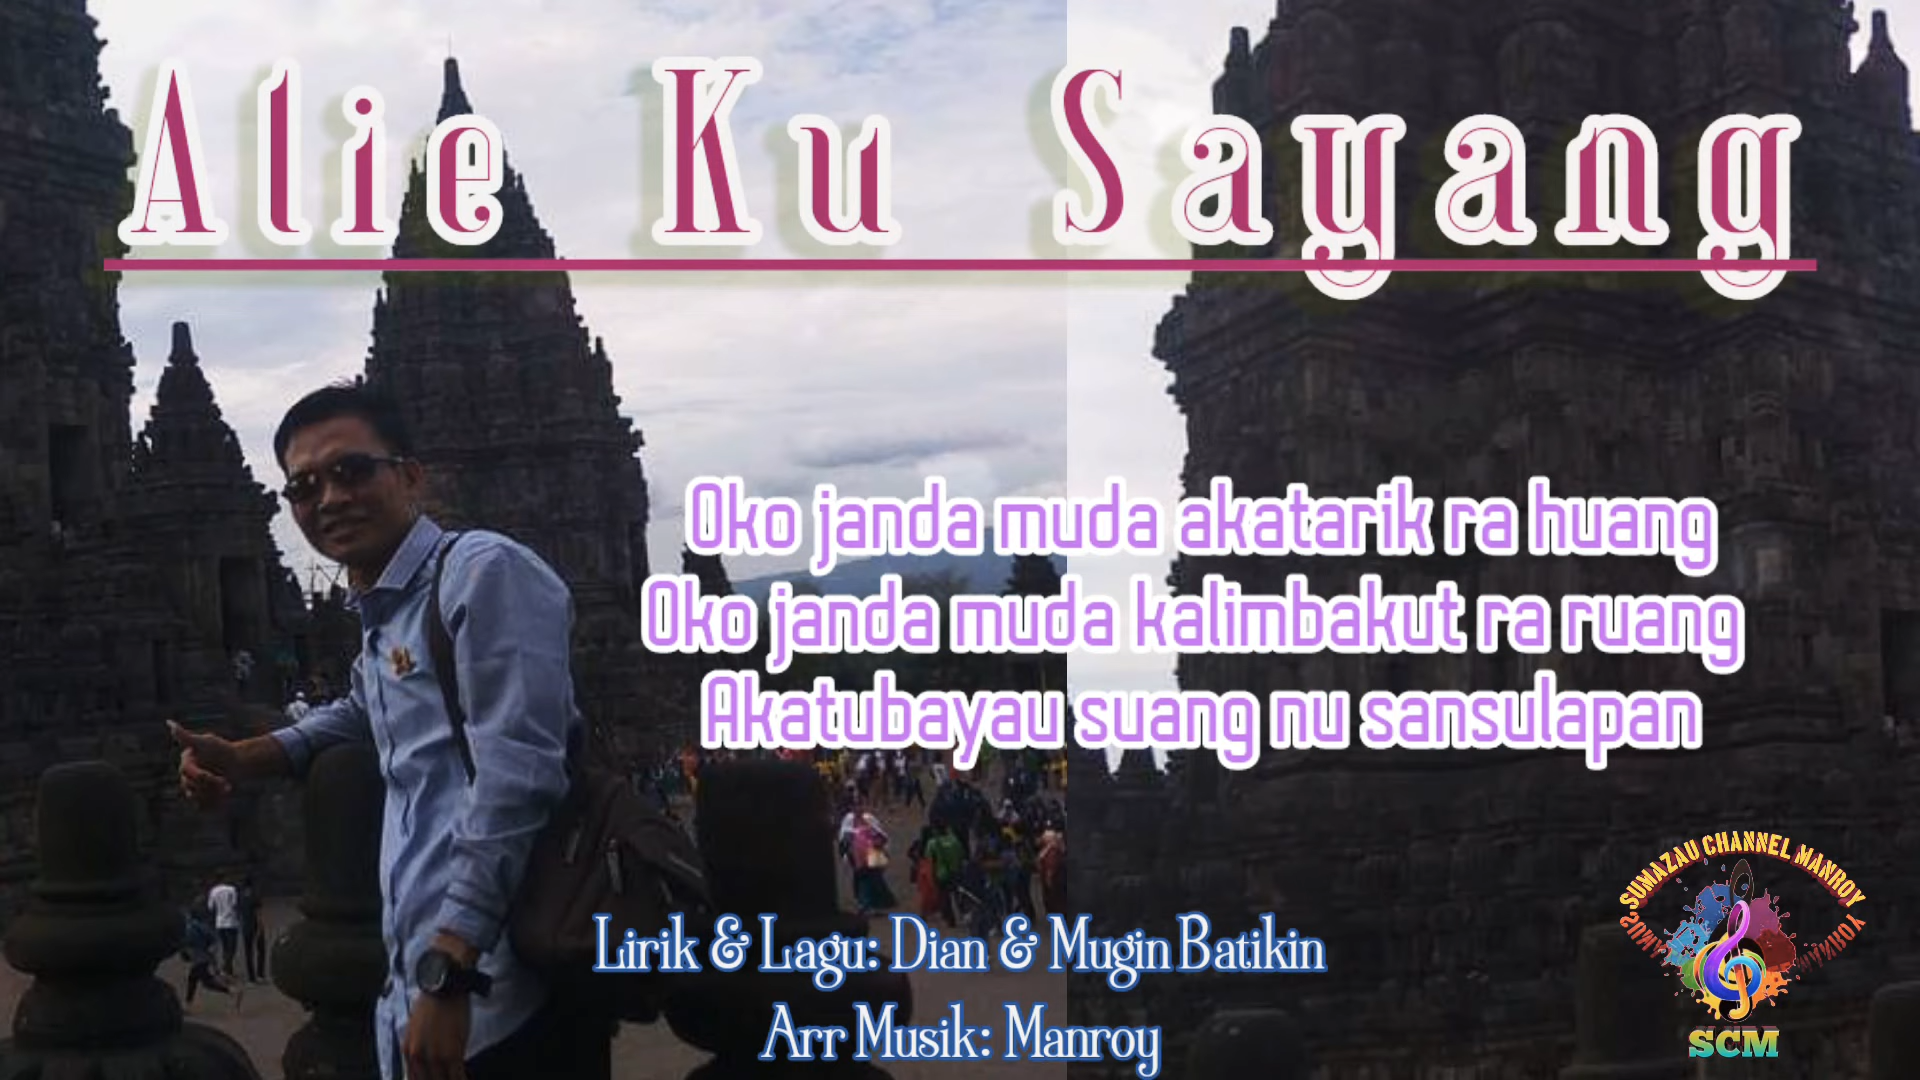 Alie Ku Sayang
Oko janda muda akatarik ra huang
Oko janda muda kalimbakut ra ruang
Akatubayau suang nu sansulapan
SUMAZAU CHANNEL MANROY
SCM
Lirik & Lagu: Dian & Mugin Batikin
Arr Musik: Manroy